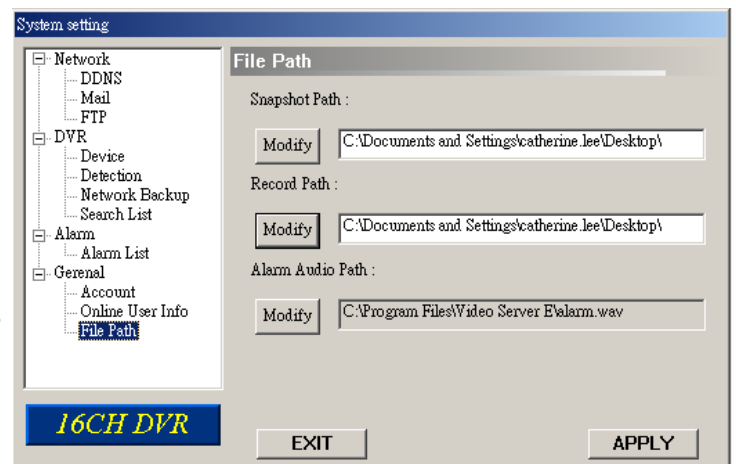 System setting
Network
DDNS
Mail
FTP
DVR
Device
Detection
Network Backup
Search List
Alarm
Alarm List
Gerenal
Account
Online User Info
File Path
16CH DVR
File Path
Snapshot Path :
Modify C:\Documents and Settings\catherine.lee\Desktop\
Record Path :
Modify C:\Documents and Settings\catherine.lee\Desktop\
Alarm Audio Path :
Modify C:\Program Files\Video Server E\alarm.wav
EXIT APPLY